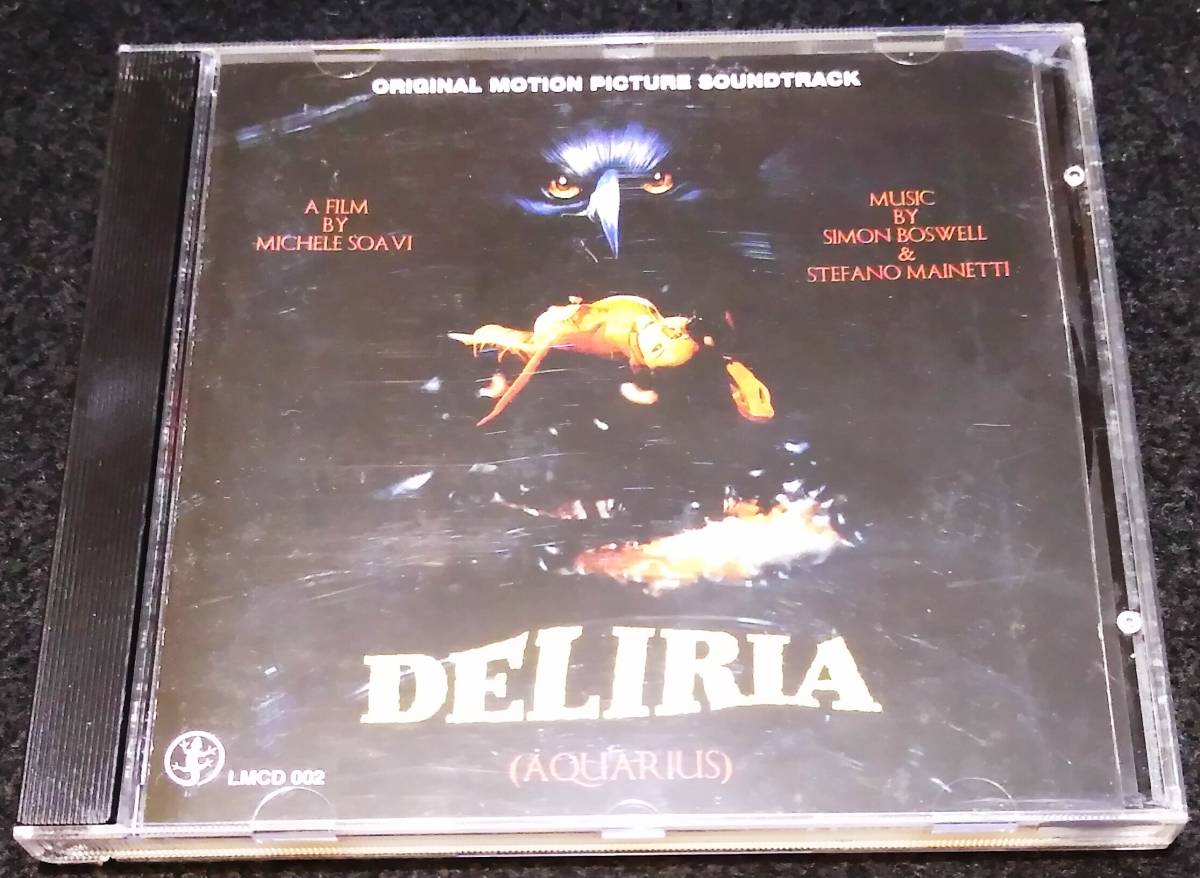 ORIGINAL MOTION PICTURE SOUNDTRACK
A FILM
BY
MICHELE SOAVI
MUSIC
BY
SIMON BOSWELL
&
STEFANO MAINETTI
DELIRIA
(AQUARIUS)
LMCD 002